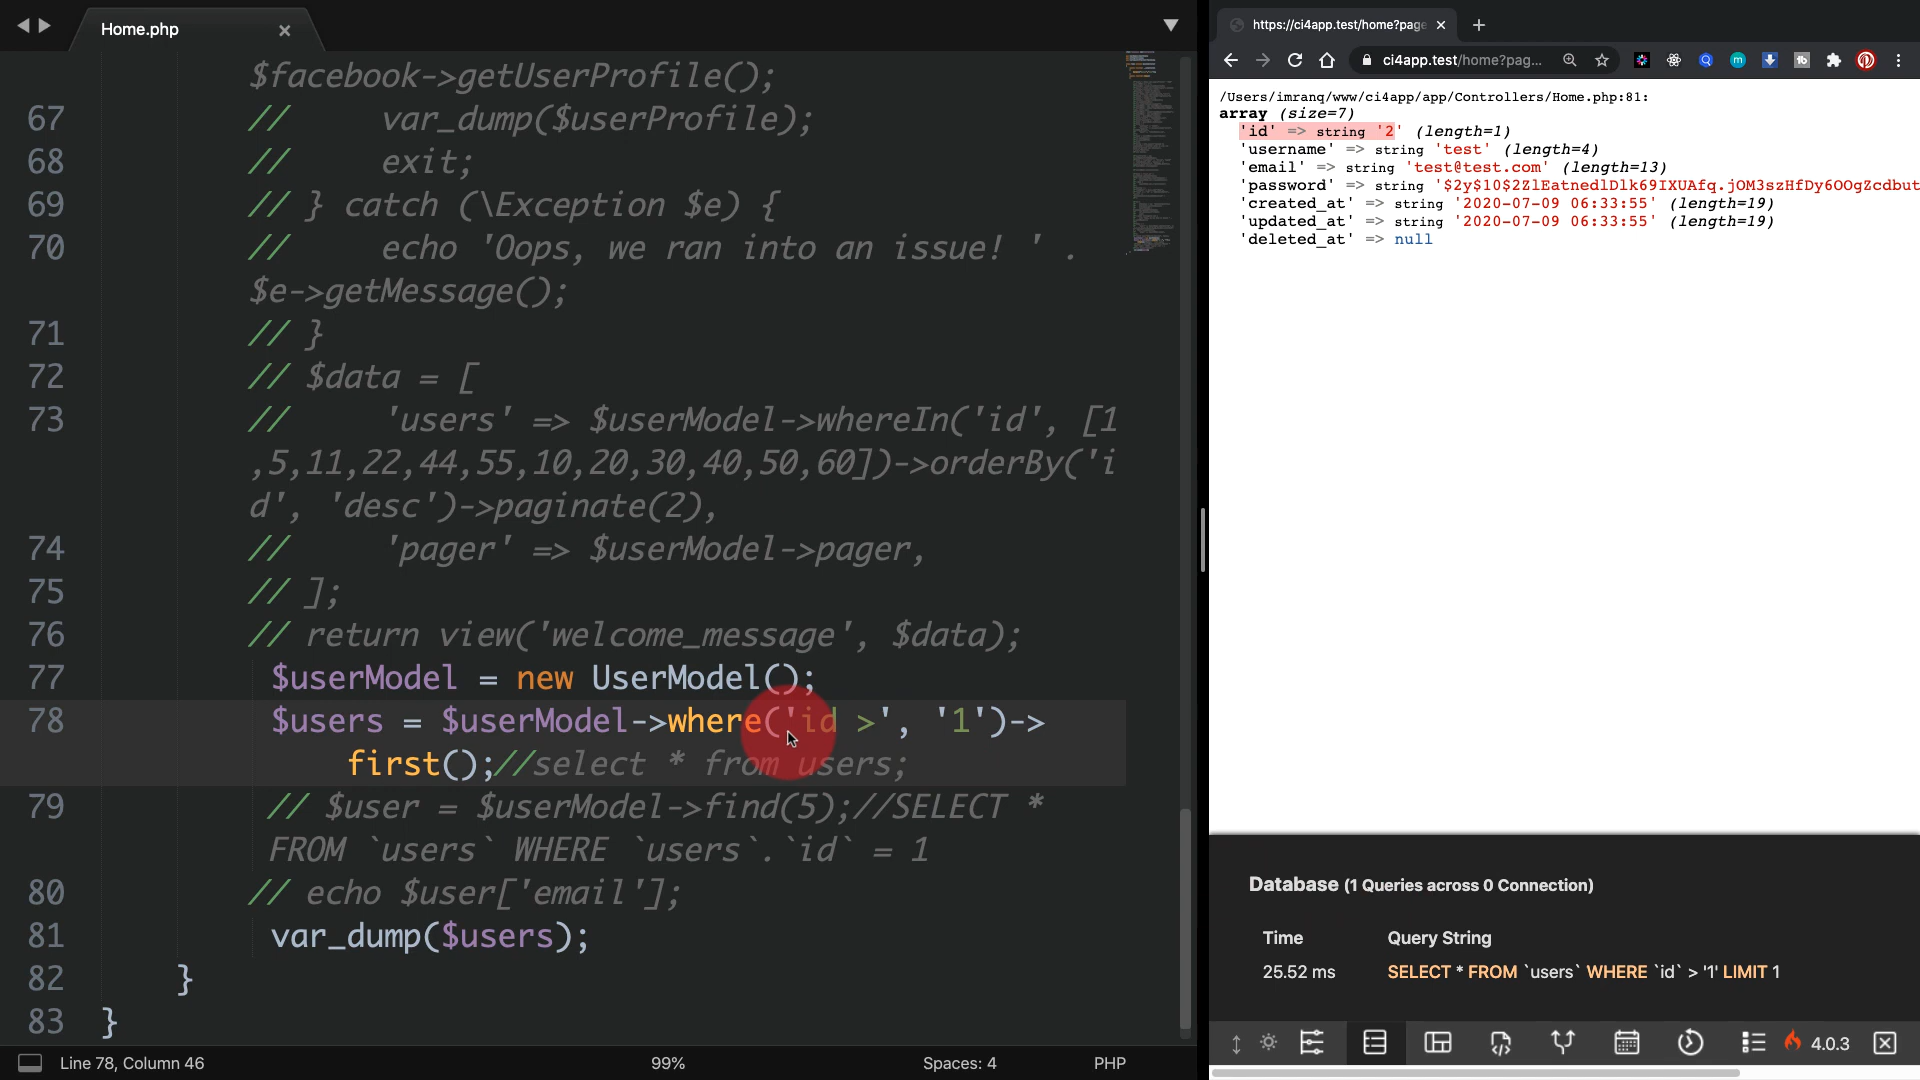 Home.php
$facebook->getUserProfile();
67 // var_dump($userProfile);
68 // exit;
69 // } catch (\Exception $e) {
70 // echo 'Oops, we ran into an issue! ' .
$e->getMessage();
71 // }
72 // $data = [
73 // 'users' => $userModel->whereIn('id', [1
,5,11,22,44,55,10,20,30,40,50,60])->orderBy('i
d', 'desc')->paginate(2),
74 // 'pager' => $userModel->pager,
75 // ];
76 // return view('welcome_message', $data);
77 $userModel = new UserModel();
78 $users = $userModel->where('id >', '1')->
first();//select * from users;
79 // $user = $userModel->find(5);//SELECT *
FROM `users` WHERE `users`.`id` = 1
80 // echo $user['email'];
81 var_dump($users);
82 }
83 }
Line 78, Column 46 99% Spaces: 4 PHP
https://ci4app.test/home?page
ci4app.test/home?pag...
/Users/imranq/www/ci4app/app/Controllers/Home.php:81:
array (size=7)
'id' => string '2' (length=1)
'username' => string 'test' (length=4)
'email' => string 'test@test.com' (length=13)
'password' => string '$2y$10$2ZlEatnedlDlk69IXUAfq.jOM3szHfDy6OOgZcdbut
'created_at' => string '2020-07-09 06:33:55' (length=19)
'updated_at' => string '2020-07-09 06:33:55' (length=19)
'deleted_at' => null
Database (1 Queries across 0 Connection)
Time Query String
25.52 ms SELECT * FROM `users` WHERE `id` > '1' LIMIT 1
4.0.3